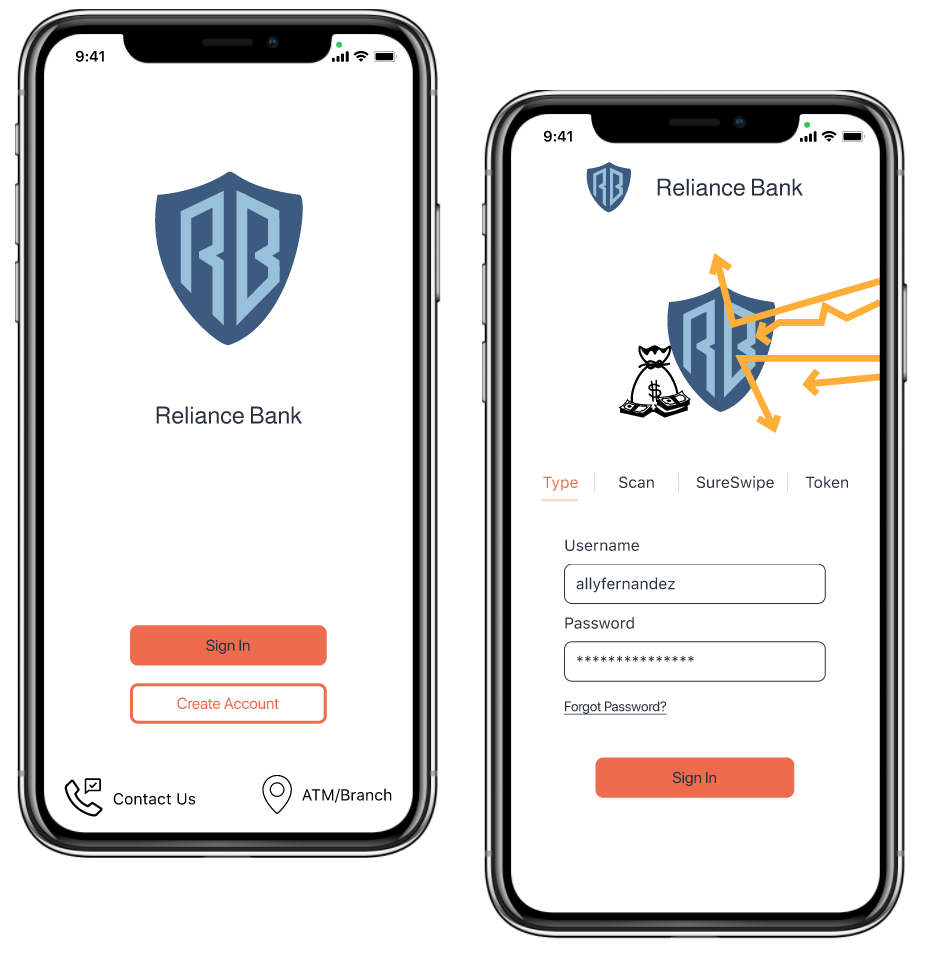 9:41
RB
Reliance Bank
Sign In
Create Account
Contact Us
ATM/Branch
9:41
RB
Reliance Bank
RB
$
Type
Scan
SureSwipe
Token
Username
allyfernandez
Password
***************
Forgot Password?
Sign In